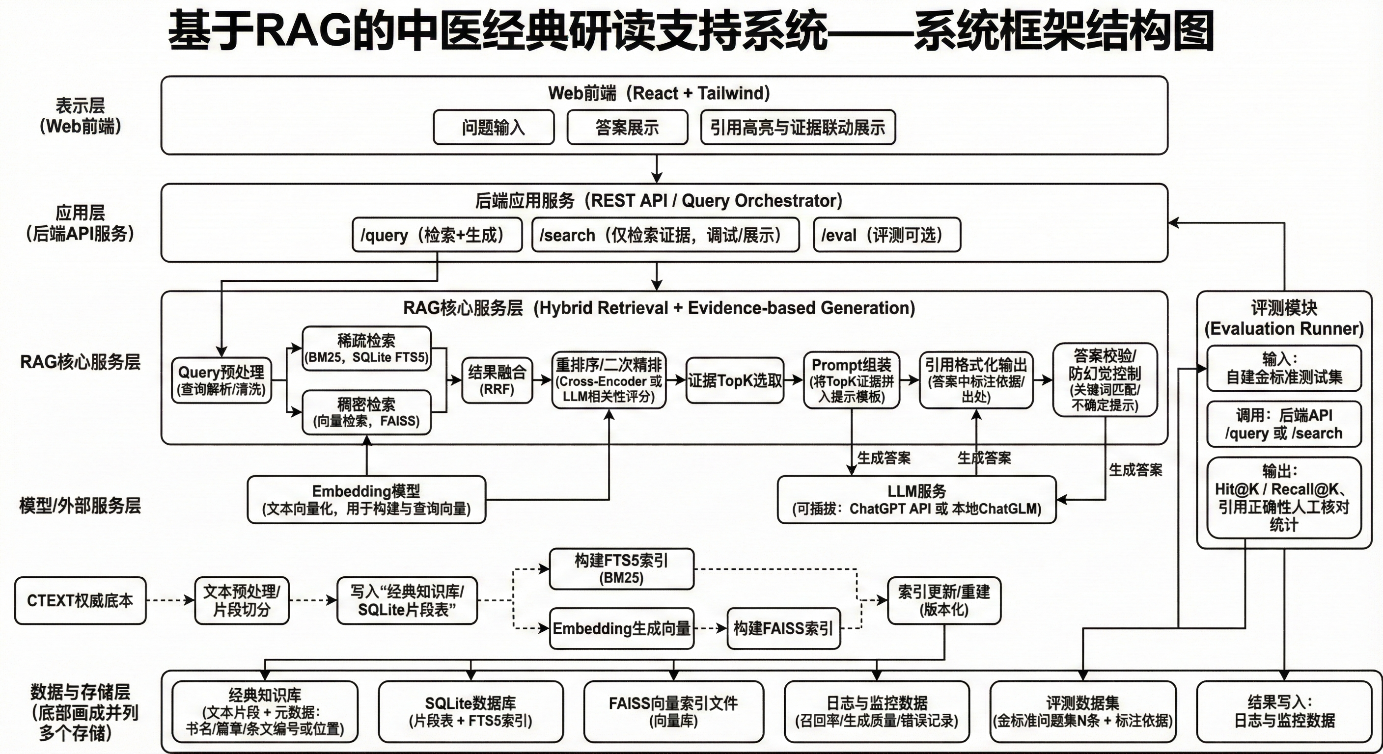 基于RAG的中医经典研读支持系统——系统框架结构图
表示层
（Web前端）
Web前端（React + Tailwind）
问题输入
答案展示
引用高亮与证据联动展示
应用层
（后端API服务）
后端应用服务（REST API / Query Orchestrator）
/query（检索+生成）
/search（仅检索证据，调试/展示）
/eval（评测可选）
RAG核心服务层
RAG核心服务层（Hybrid Retrieval + Evidence-based Generation）
Query预处理
(查询解析/清洗)
稀疏检索
(BM25，SQLite FTS5)
稠密检索
(向量检索，FAISS)
结果融合
(RRF)
重排序/二次精排
(Cross-Encoder 或
LLM相关性评分)
证据TopK选取
Prompt组装
(将TopK证据拼
入提示模板)
引用格式化输出
(答案中标注依据/
出处)
答案校验/
防幻觉控制
(关键词匹配/
不确定提示)
评测模块
(Evaluation Runner)
输入：
自建金标准测试集
调用：后端API
/query 或 /search
输出：
Hit@K / Recall@K、
引用正确性人工核对
统计
生成答案
生成答案
生成答案
模型/外部服务层
Embedding模型
(文本向量化，用于构建与查询向量)
LLM服务
(可插拔：ChatGPT API 或 本地ChatGLM)
CTEXT权威底本
文本预处理/
片段切分
写入“经典知识库/
SQLite片段表”
构建FTS5索引
(BM25)
Embedding生成向量
构建FAISS索引
索引更新/重建
(版本化)
数据与存储层
（底部画成并列
多个存储）
经典知识库
(文本片段 + 元数据：
书名/篇章/条文编号或位置)
SQLite数据库
(片段表 + FTS5索引)
FAISS向量索引文件
(向量库)
日志与监控数据
(召回率/生成质量/错误记录)
评测数据集
(金标准问题集N条 + 标注依据)
结果写入：
日志与监控数据